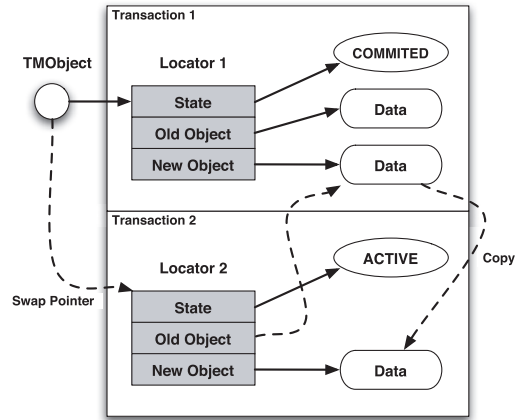 Transaction 1
TMObject
Locator 1
COMMITED
State
Data
Old Object
New Object
Data
Transaction 2
Locator 2
ACTIVE
Copy
Swap Pointer
State
Old Object
New Object
Data